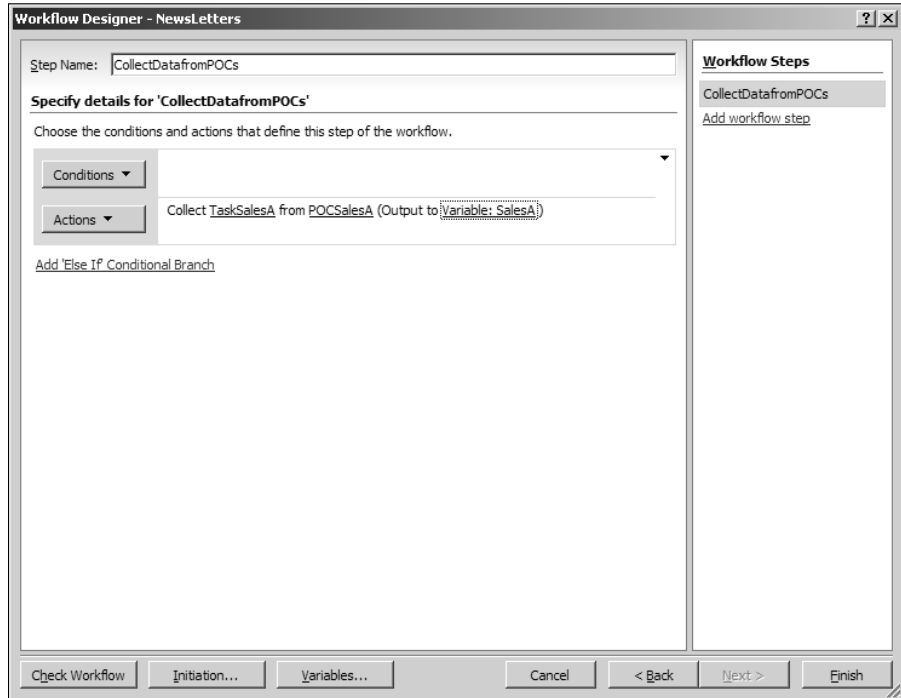 Workflow Designer - NewsLetters
Step Name: CollectDatafromPOCs
Specify details for 'CollectDatafromPOCs'
Choose the conditions and actions that define this step of the workflow.
Conditions
Actions
Collect TaskSalesA from POCSalesA (Output to Variable: SalesA)
Add 'Else If' Conditional Branch
Workflow Steps
CollectDatafromPOCs
Add workflow step
Check Workflow
Initiation...
Variables...
Cancel
< Back
Next >
Finish